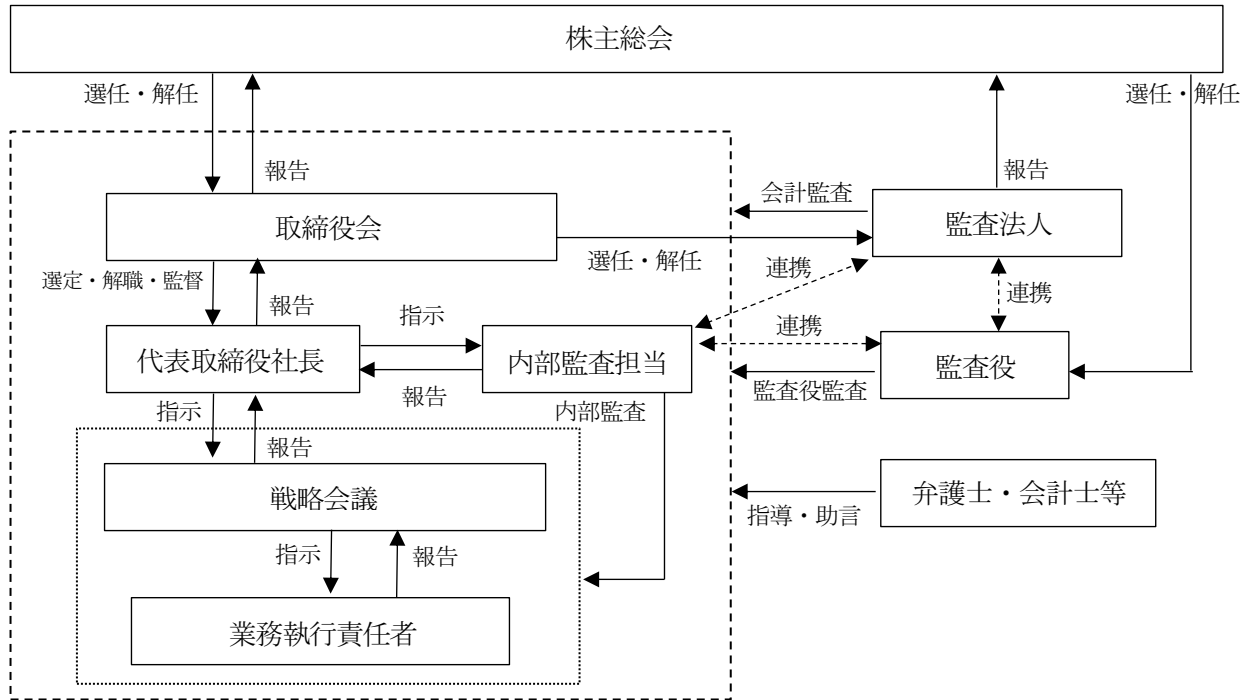 株主総会
選任・解任
選任・解任
報告
報告
会計監査
取締役会
監査法人
選任・解任
選定・解職・監督
連携
報告
連携
指示
連携
代表取締役社長
内部監査担当
監査役
報告
監査役監査
指示
内部監査
報告
戦略会議
弁護士・会計士等
指導・助言
指示
報告
業務執行責任者